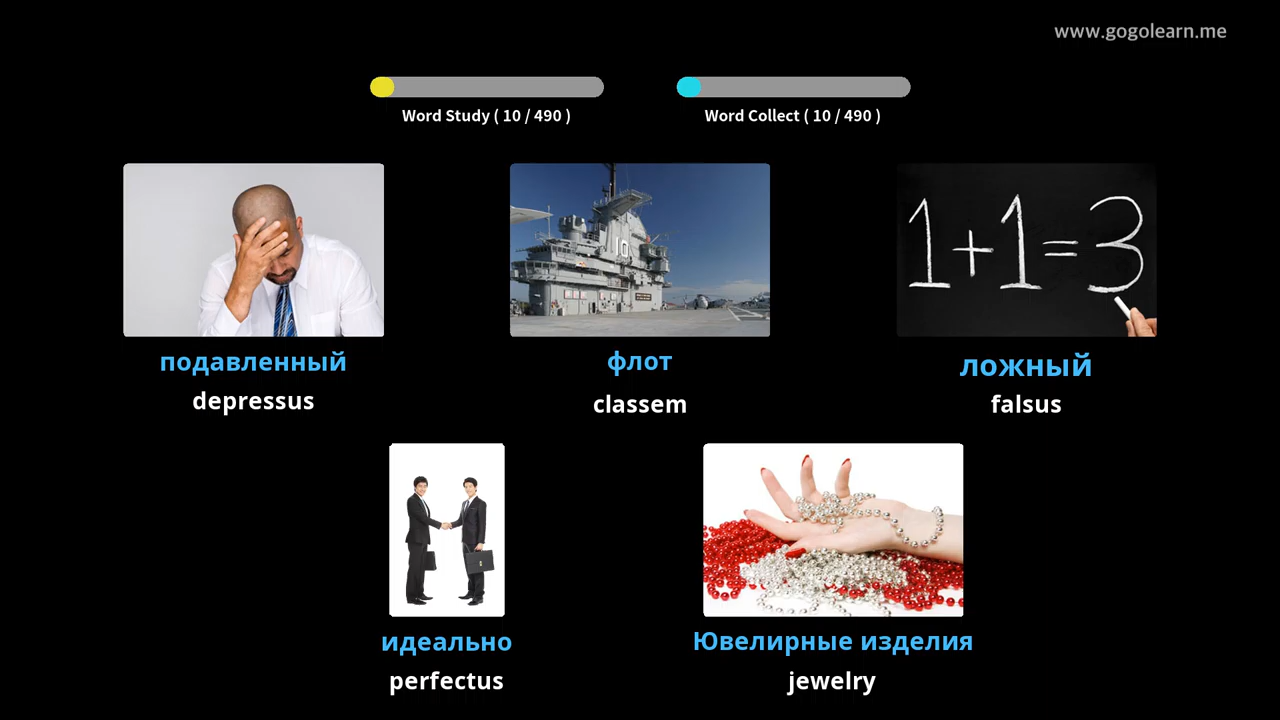 www.gogolearn.me
Word Study ( 10 / 490 )
Word Collect ( 10 / 490 )
10
1+1=3
подавленный
флот
ложный
depressus
classem
falsus
идеально
Ювелирные изделия
perfectus
jewelry